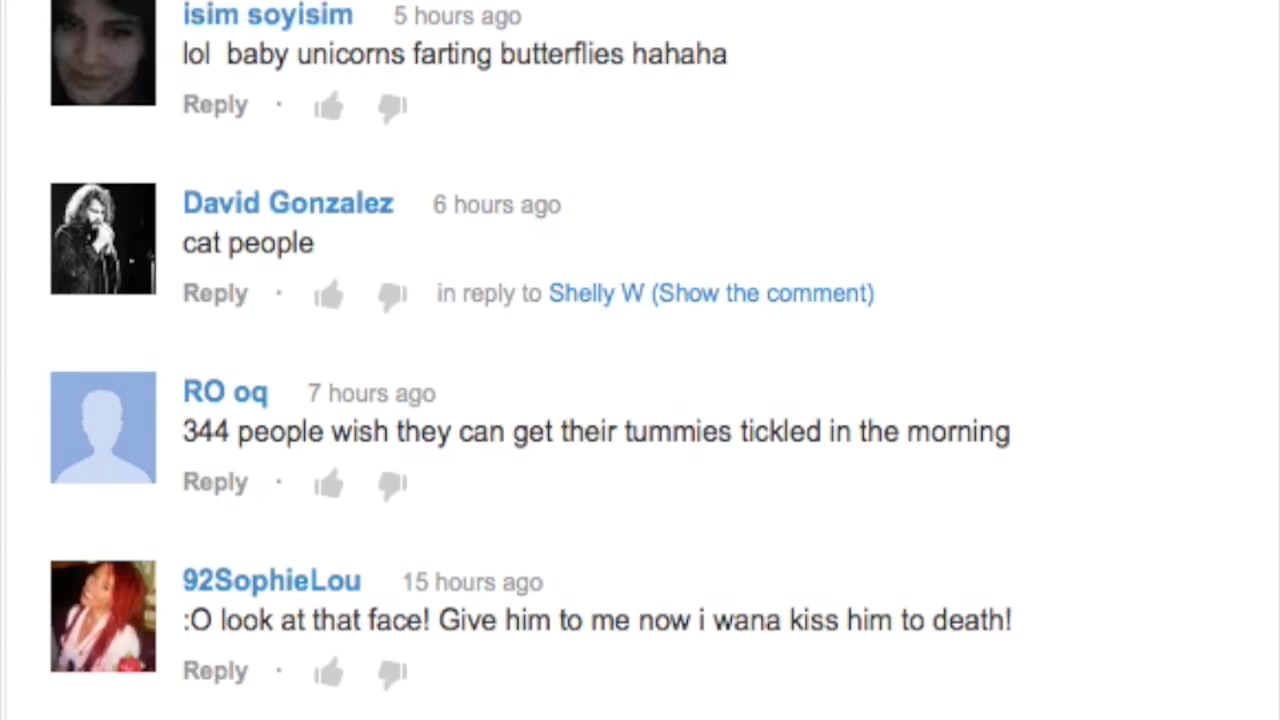 isim soyisim 5 hours ago
lol baby unicorns farting butterflies hahaha
Reply ·
David Gonzalez 6 hours ago
cat people
Reply · in reply to Shelly W (Show the comment)
RO oq 7 hours ago
344 people wish they can get their tummies tickled in the morning
Reply ·
92SophieLou 15 hours ago
:O look at that face! Give him to me now i wana kiss him to death!
Reply ·